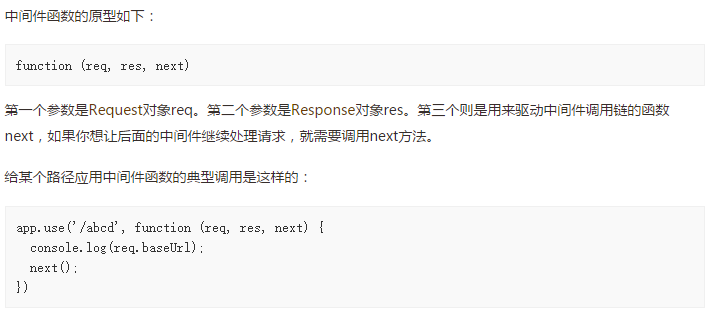 中间件函数的原型如下：
function (req, res, next)
第一个参数是Request对象req。第二个参数是Response对象res。第三个则是用来驱动中间件调用链的函数
next，如果你想让后面的中间件继续处理请求，就需要调用next方法。
给某个路径应用中间件函数的典型调用是这样的：
app.use('/abcd', function (req, res, next) {
  console.log(req.baseUrl);
  next();
})